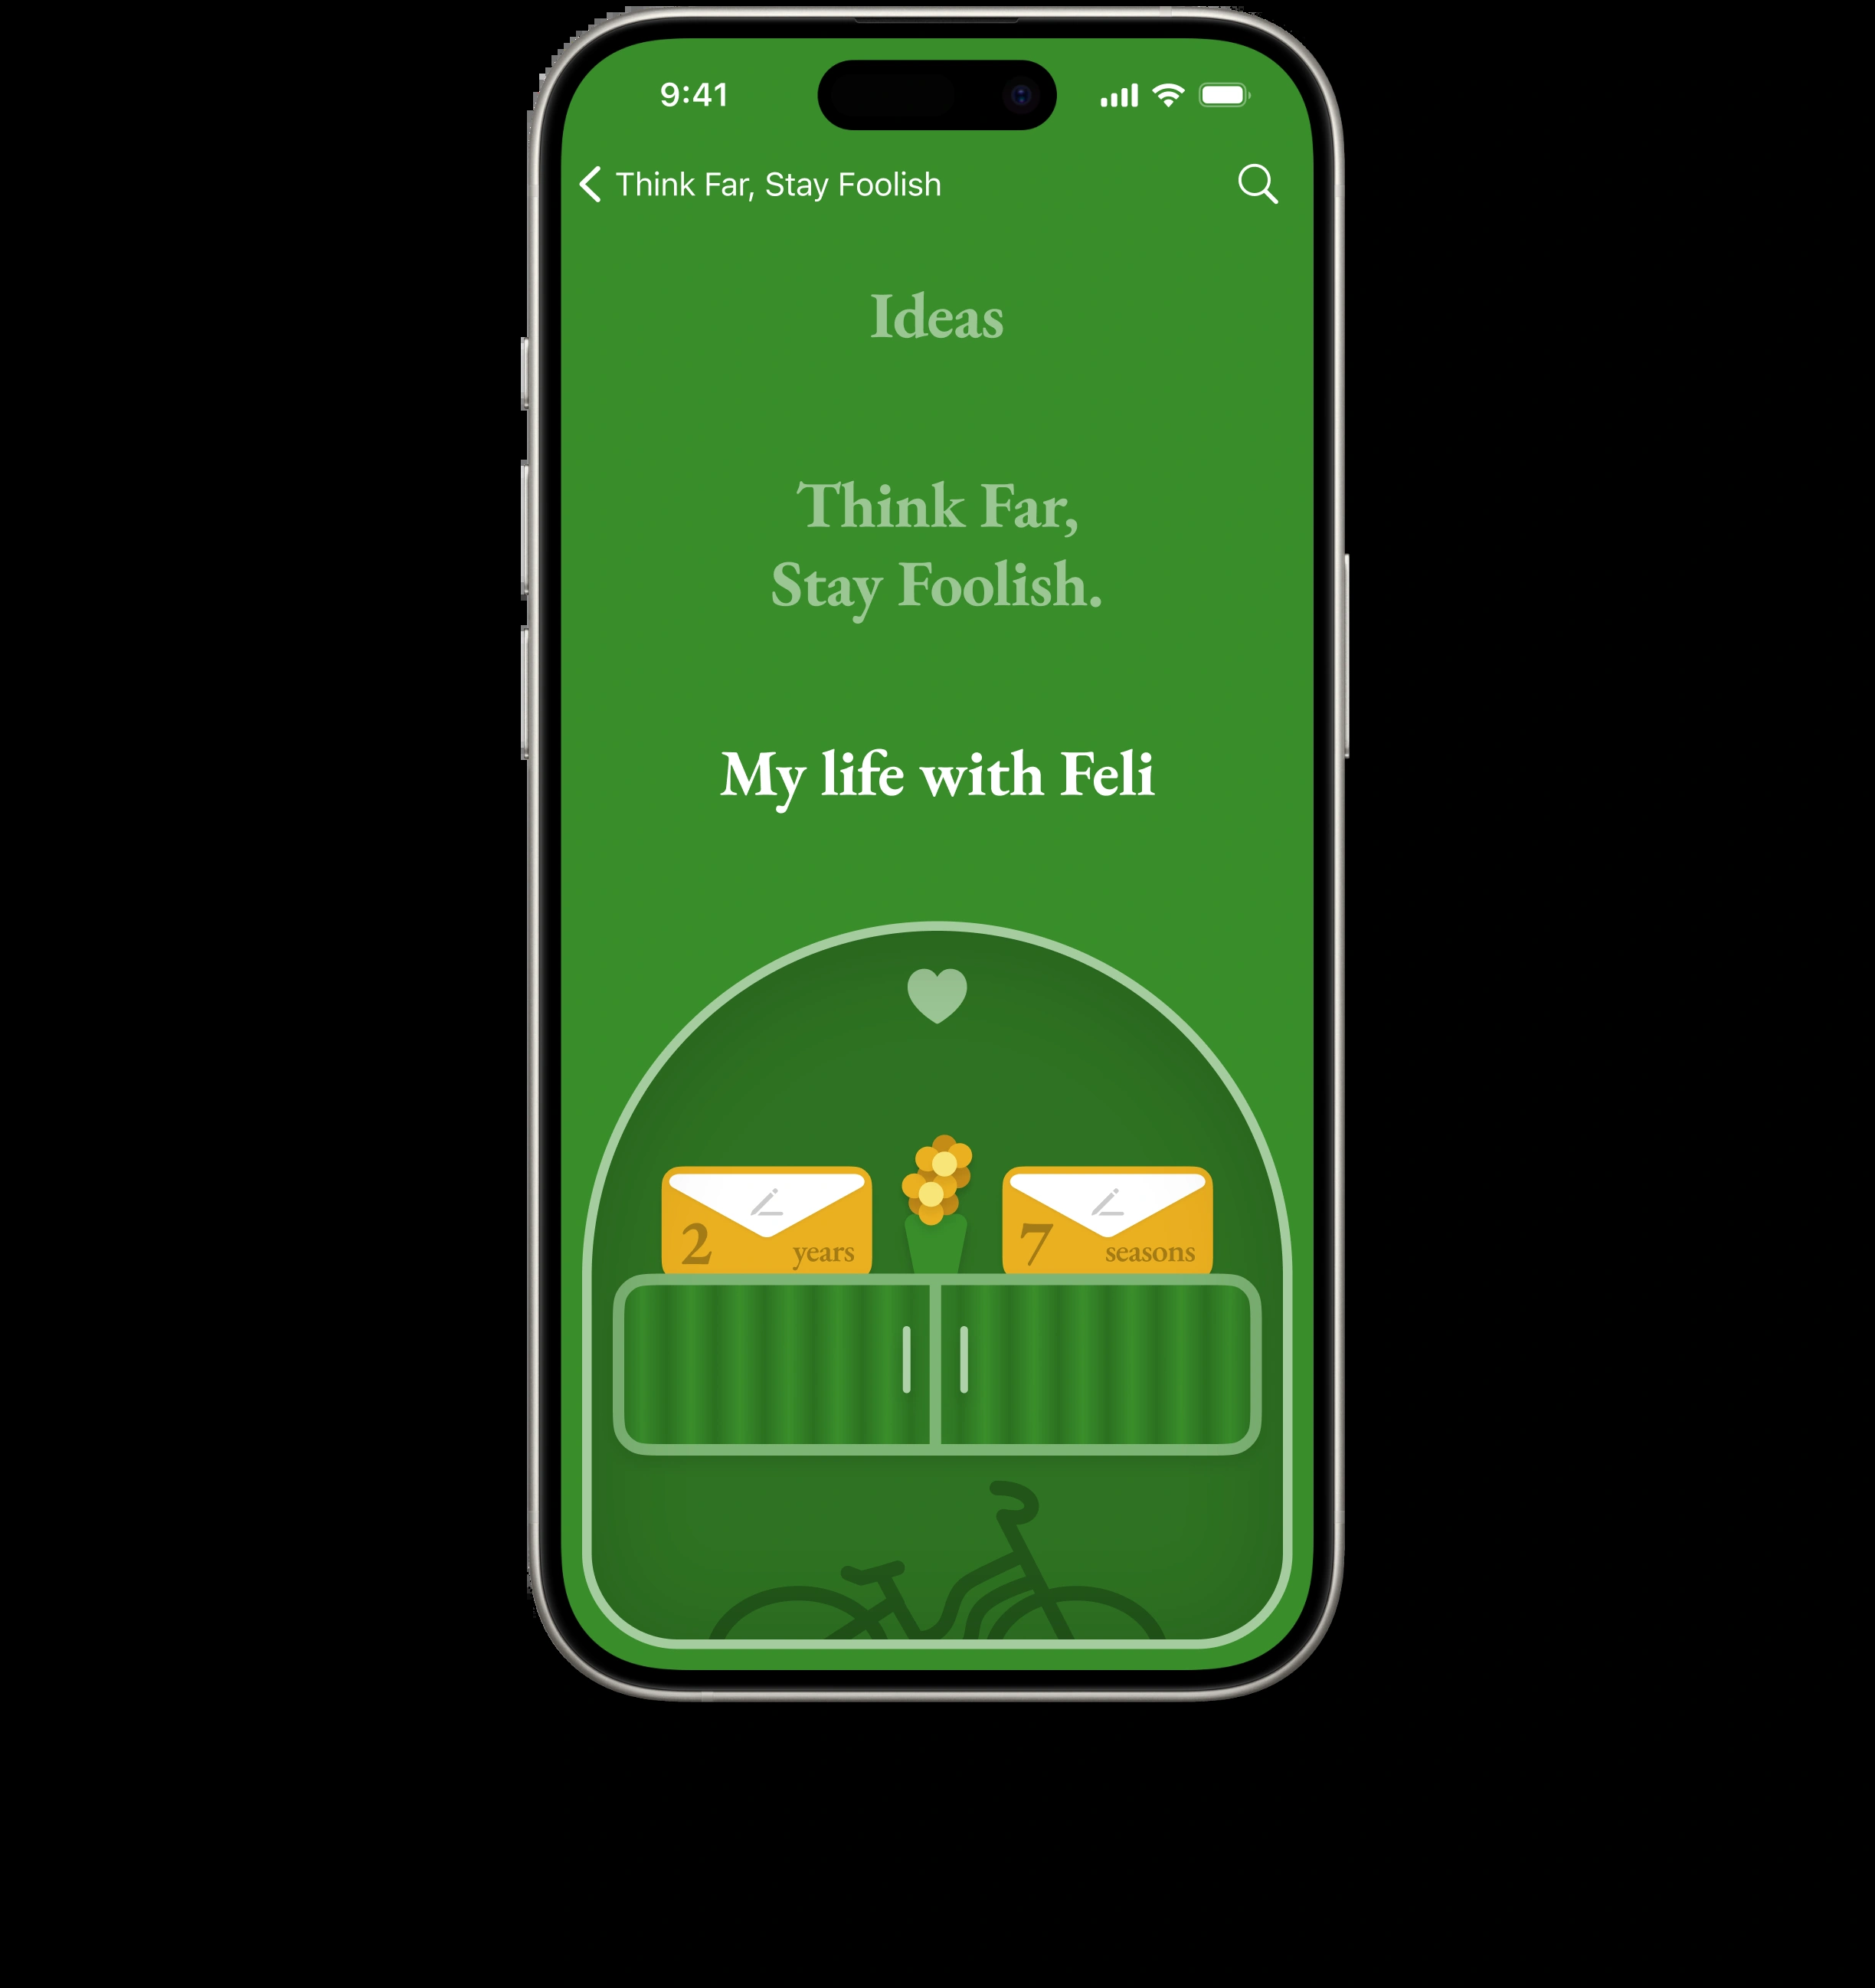 9:41
Think Far, Stay Foolish
Ideas
Think Far,
Stay Foolish.
My life with Feli
2 years
7 seasons